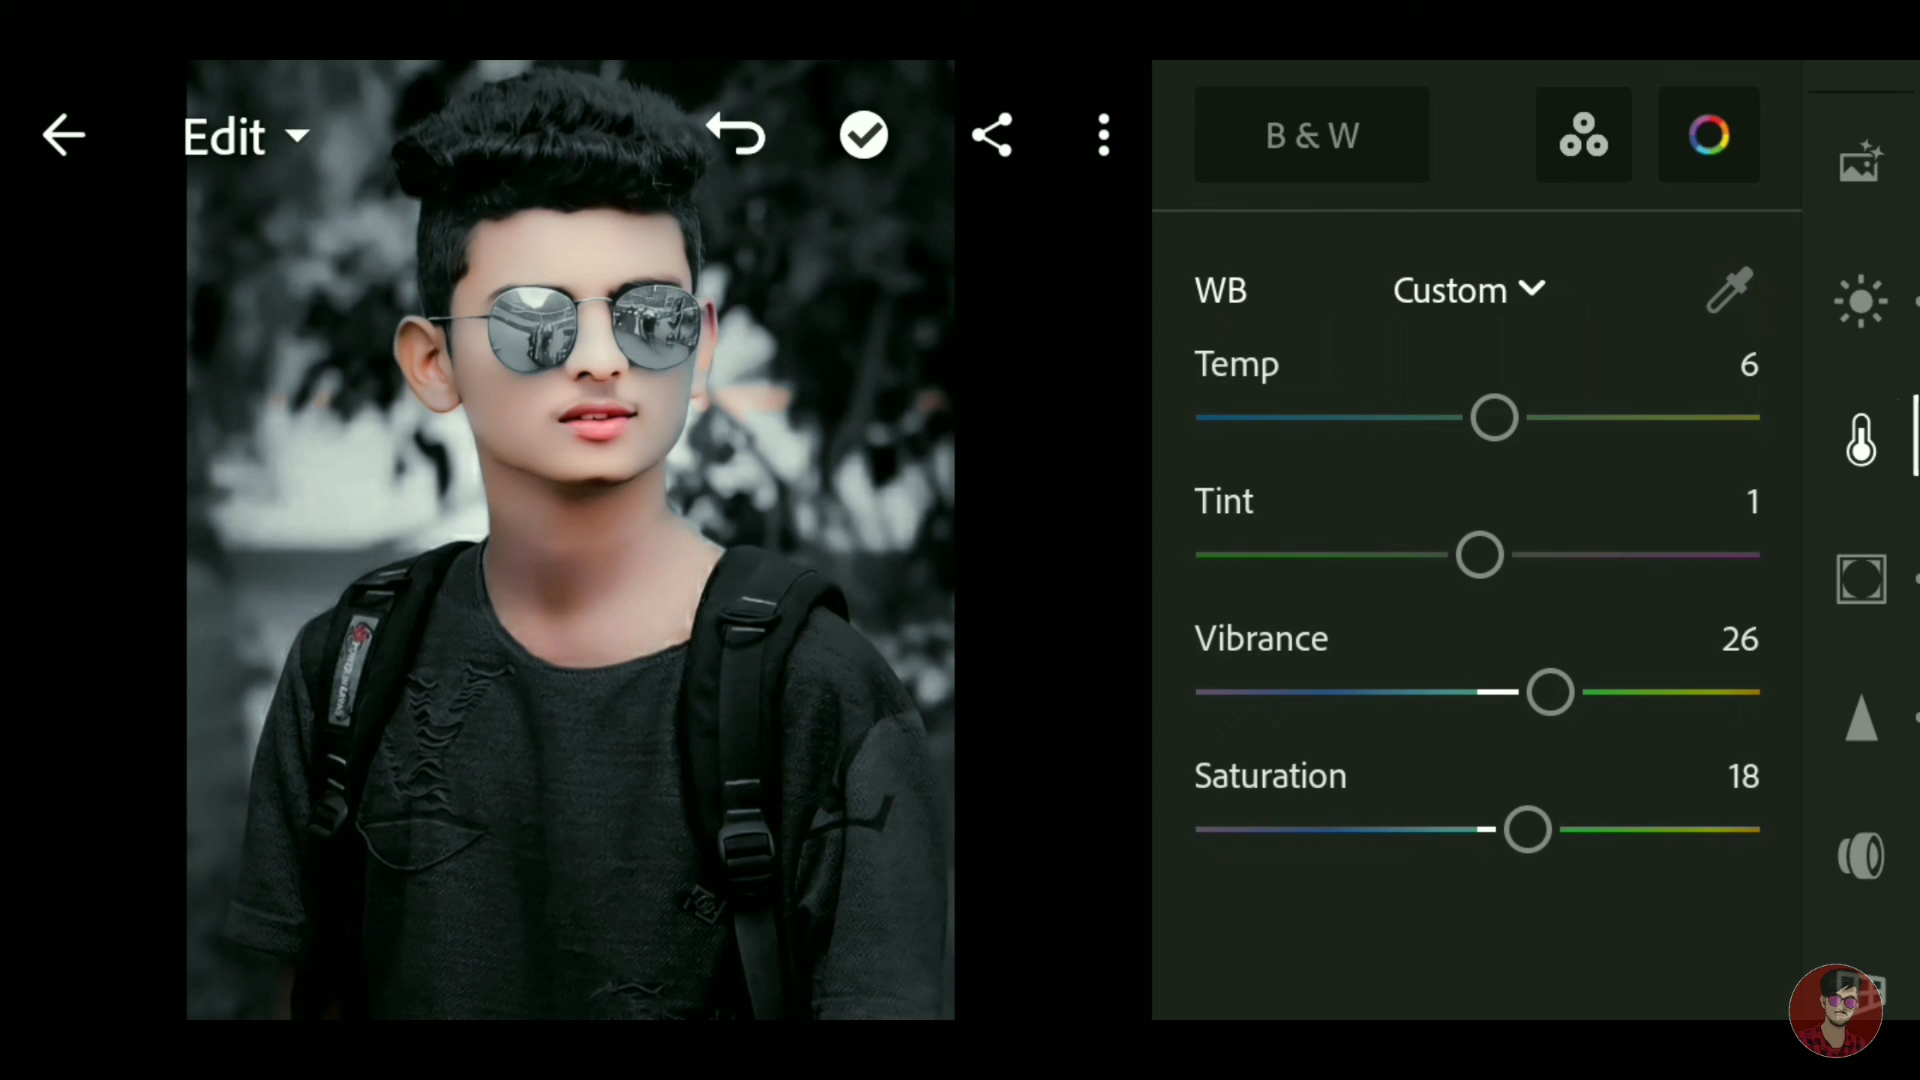 Edit
B & W
WB Custom
Temp 6
Tint 1
Vibrance 26
Saturation 18